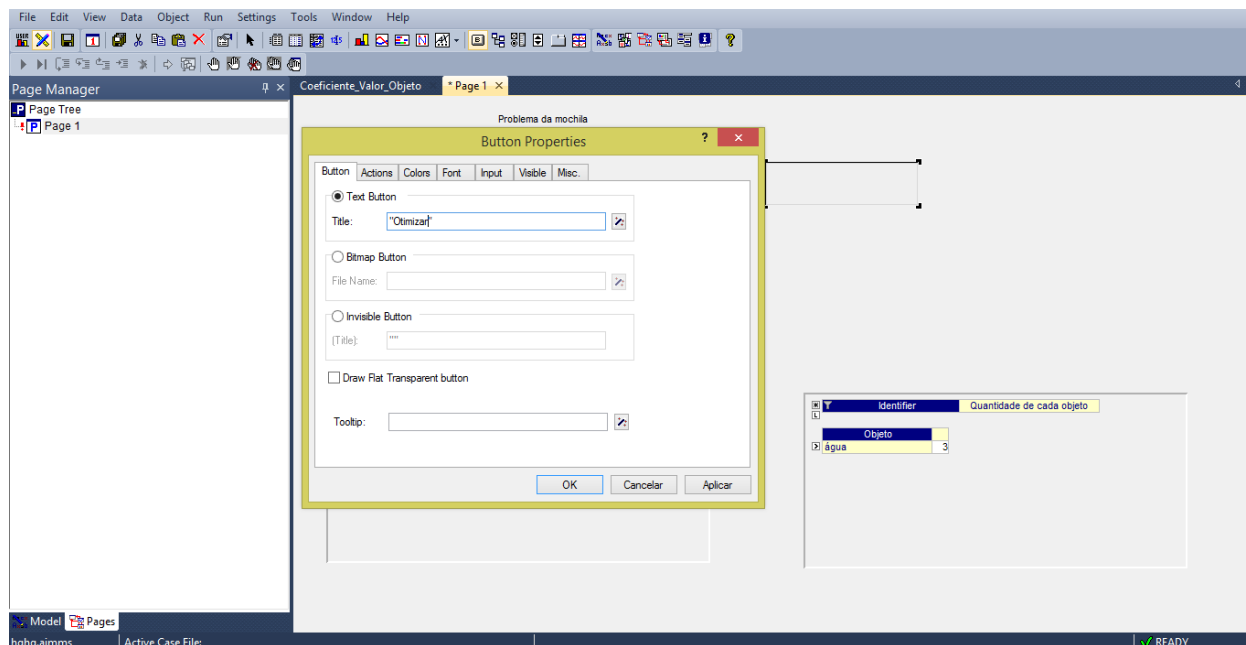 File Edit View Data Object Run Settings Tools Window Help
Page Manager
Coeficiente_Valor_Objeto * Page 1
Page Tree
Page 1
Problema da mochila
Button Properties
Button Actions Colors Font Input Visible Misc.
Text Button
Title: "Otimizar"
Bitmap Button
File Name:
Invisible Button
(Title): ""
Draw Flat Transparent button
Tooltip:
OK Cancelar Aplicar
Identifier Quantidade de cada objeto
Objeto
água 3
Model Pages
hghg.aimms Active Case File: READY